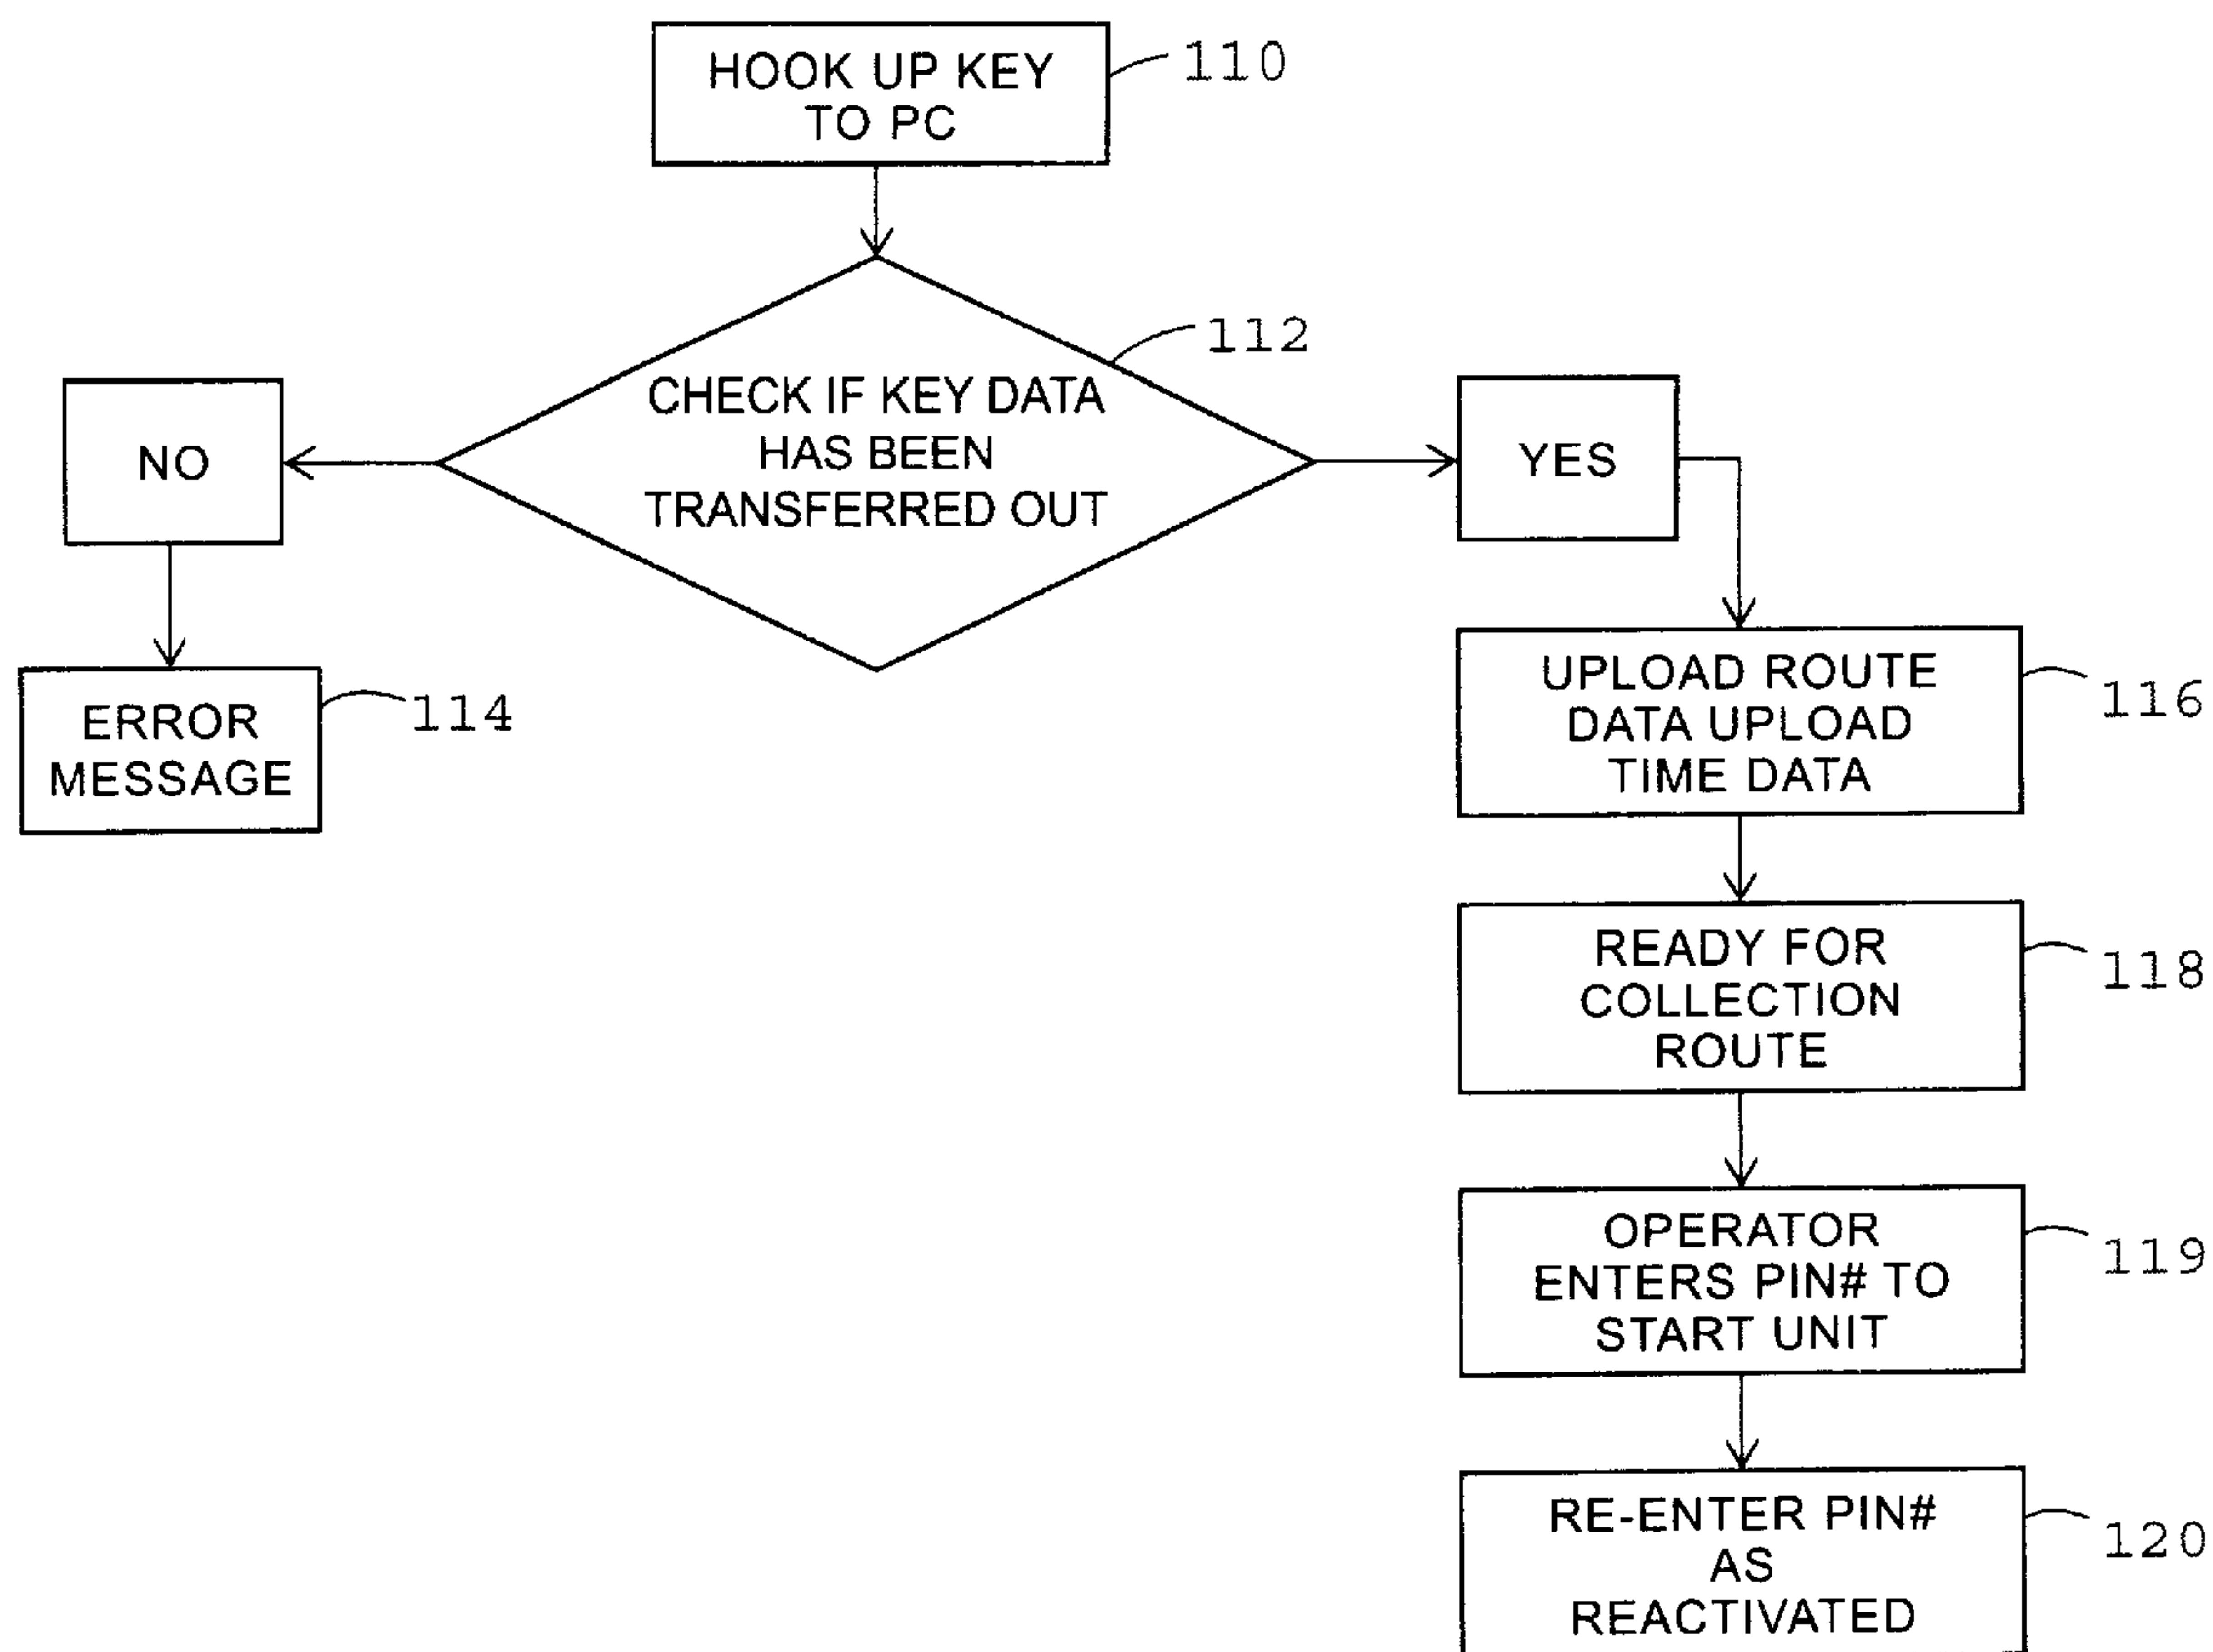 HOOK UP KEY
TO PC
110
112
CHECK IF KEY DATA
HAS BEEN
TRANSFERRED OUT
NO
YES
ERROR
MESSAGE
114
UPLOAD ROUTE
DATA UPLOAD
TIME DATA
116
READY FOR
COLLECTION
ROUTE
118
OPERATOR
ENTERS PIN# TO
START UNIT
119
RE-ENTER PIN#
AS
REACTIVATED
120